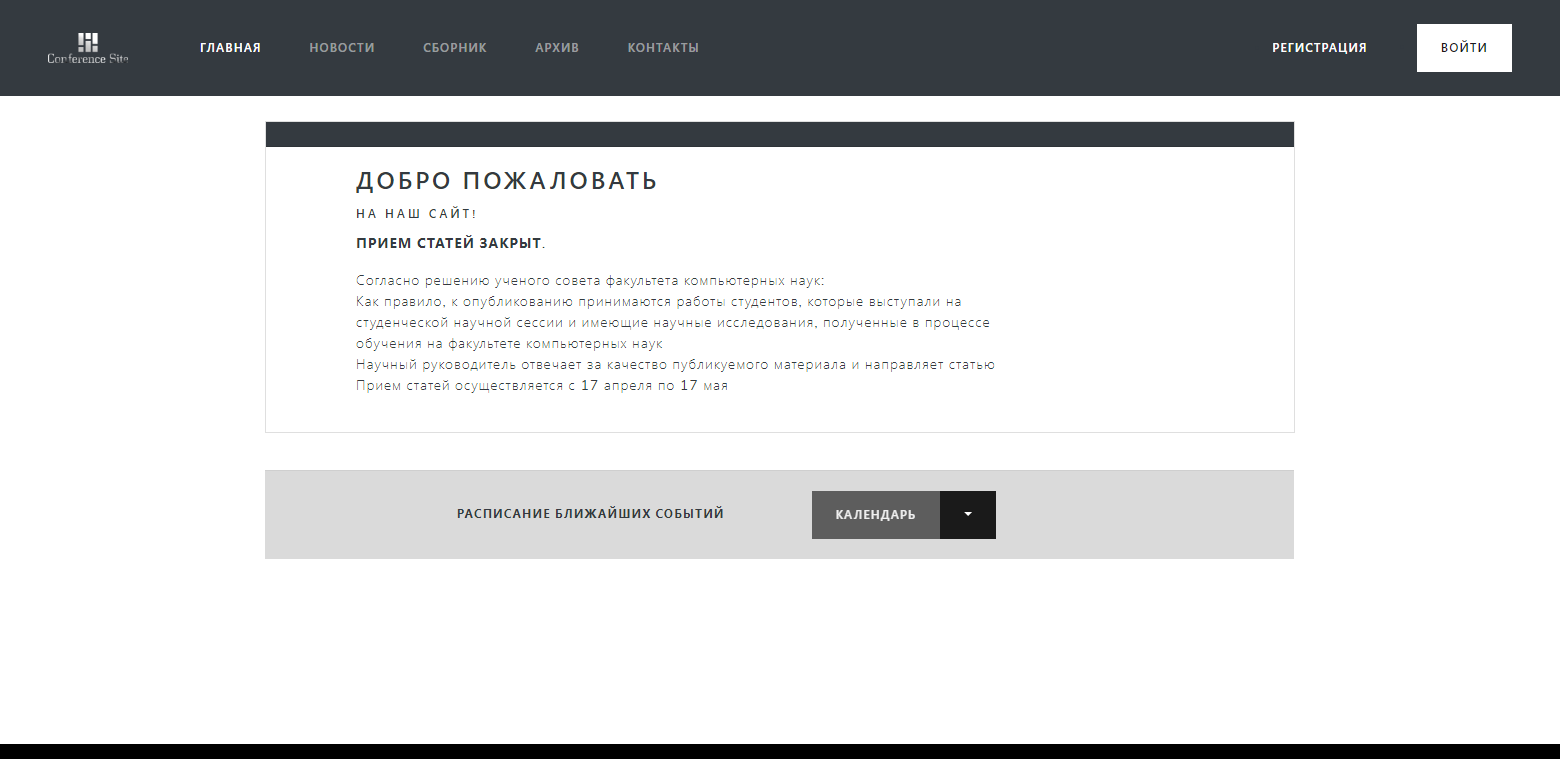 Conference Site
ГЛАВНАЯ НОВОСТИ СБОРНИК АРХИВ КОНТАКТЫ РЕГИСТРАЦИЯ ВОЙТИ
ДОБРО ПОЖАЛОВАТЬ
НА НАШ САЙТ!
ПРИЕМ СТАТЕЙ ЗАКРЫТ.
Согласно решению ученого совета факультета компьютерных наук:
Как правило, к опубликованию принимаются работы студентов, которые выступали на
студенческой научной сессии и имеющие научные исследования, полученные в процессе
обучения на факультете компьютерных наук
Научный руководитель отвечает за качество публикуемого материала и направляет статью
Прием статей осуществляется с 17 апреля по 17 мая
РАСПИСАНИЕ БЛИЖАЙШИХ СОБЫТИЙ КАЛЕНДАРЬ